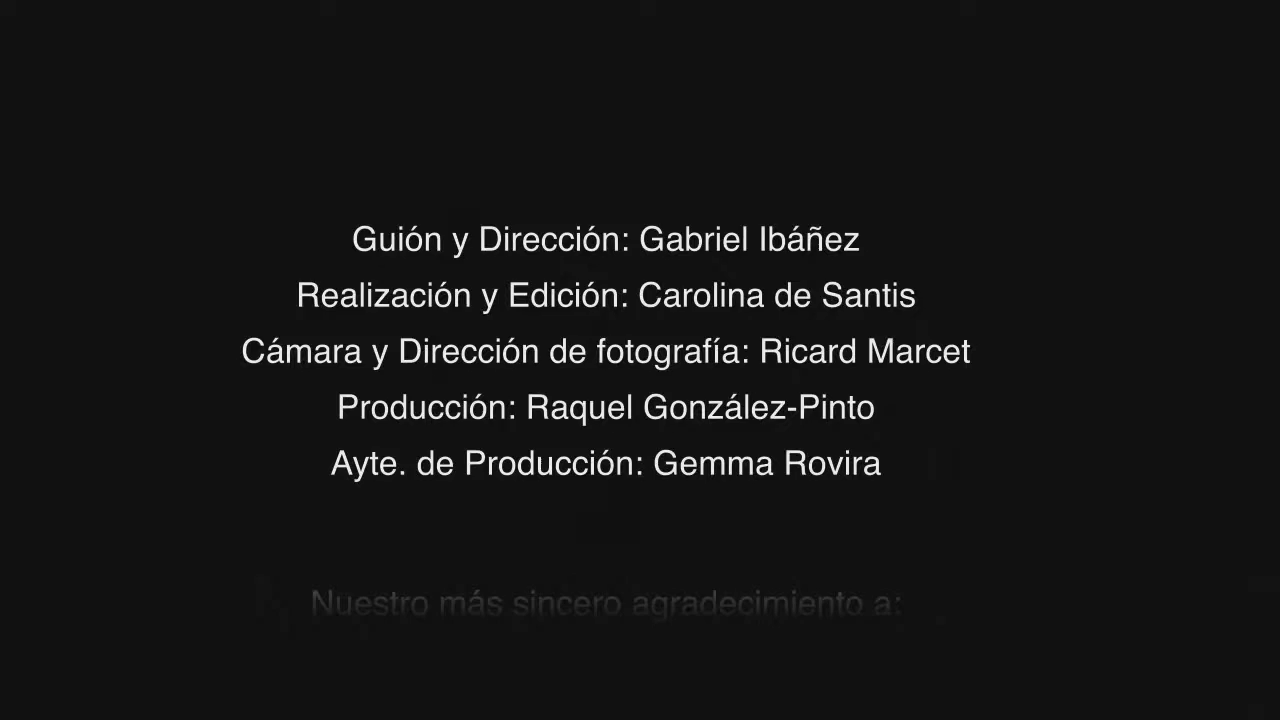 Guión y Dirección: Gabriel Ibáñez
Realización y Edición: Carolina de Santis
Cámara y Dirección de fotografía: Ricard Marcet
Producción: Raquel González-Pinto
Ayte. de Producción: Gemma Rovira
Nuestro más sincero agradecimiento a: